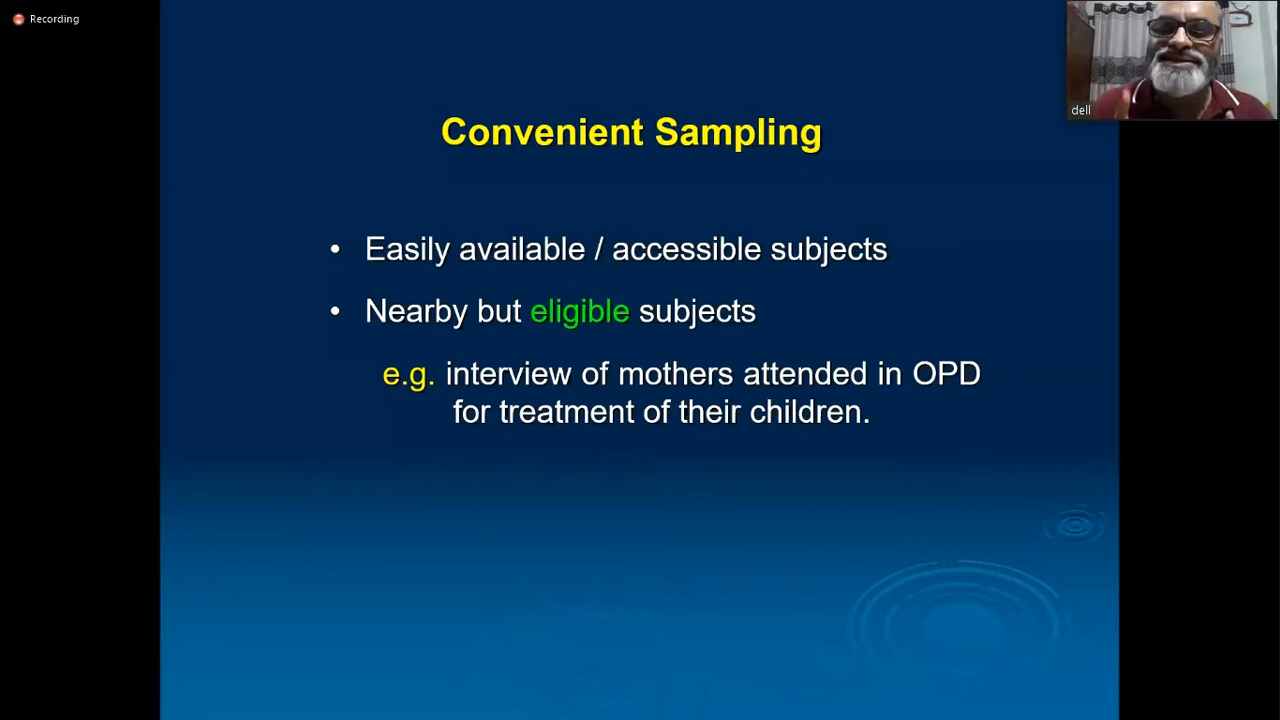 Recording
dell
Convenient Sampling
• Easily available / accessible subjects
• Nearby but eligible subjects
e.g. interview of mothers attended in OPD
for treatment of their children.